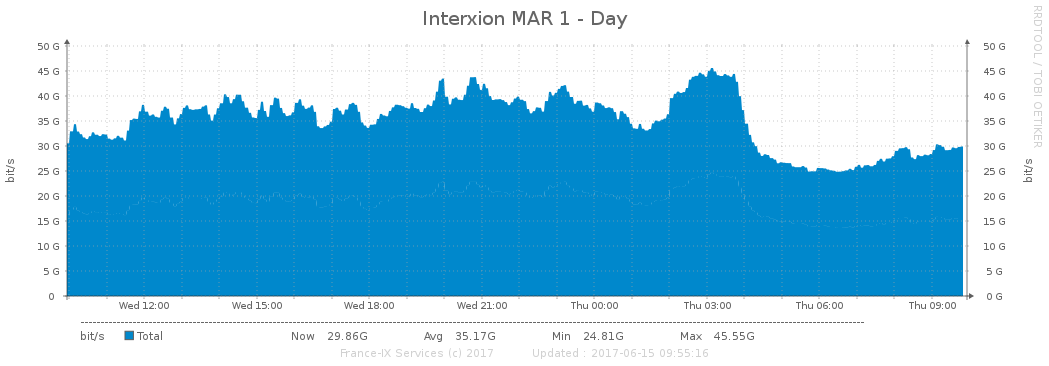 Interxion MAR 1 - Day
RRDTOOL / TOBI OETIKER
50 G 50 G
45 G 45 G
40 G 40 G
35 G 35 G
30 G 30 G
25 G 25 G
20 G 20 G
15 G 15 G
10 G 10 G
5 G 5 G
0 0 G
bit/s bit/s
Wed 12:00 Wed 15:00 Wed 18:00 Wed 21:00 Thu 00:00 Thu 03:00 Thu 06:00 Thu 09:00
bit/s Total Now 29.86G Avg 35.17G Min 24.81G Max 45.55G
France-IX Services (c) 2017 Updated : 2017-06-15 09:55:16